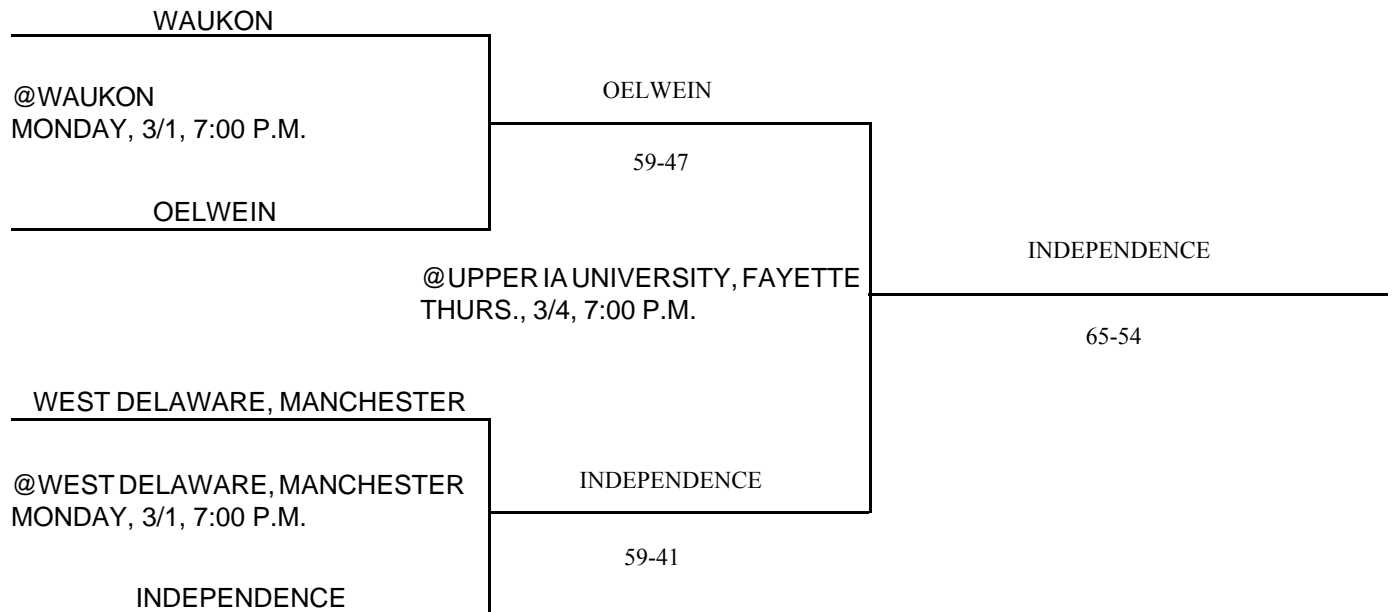 WAUKON
@WAUKON
MONDAY, 3/1, 7:00 P.M.
OELWEIN
59-47
OELWEIN
@UPPER IA UNIVERSITY, FAYETTE
THURS., 3/4, 7:00 P.M.
INDEPENDENCE
65-54
WEST DELAWARE, MANCHESTER
@WEST DELAWARE, MANCHESTER
MONDAY, 3/1, 7:00 P.M.
INDEPENDENCE
59-41
INDEPENDENCE